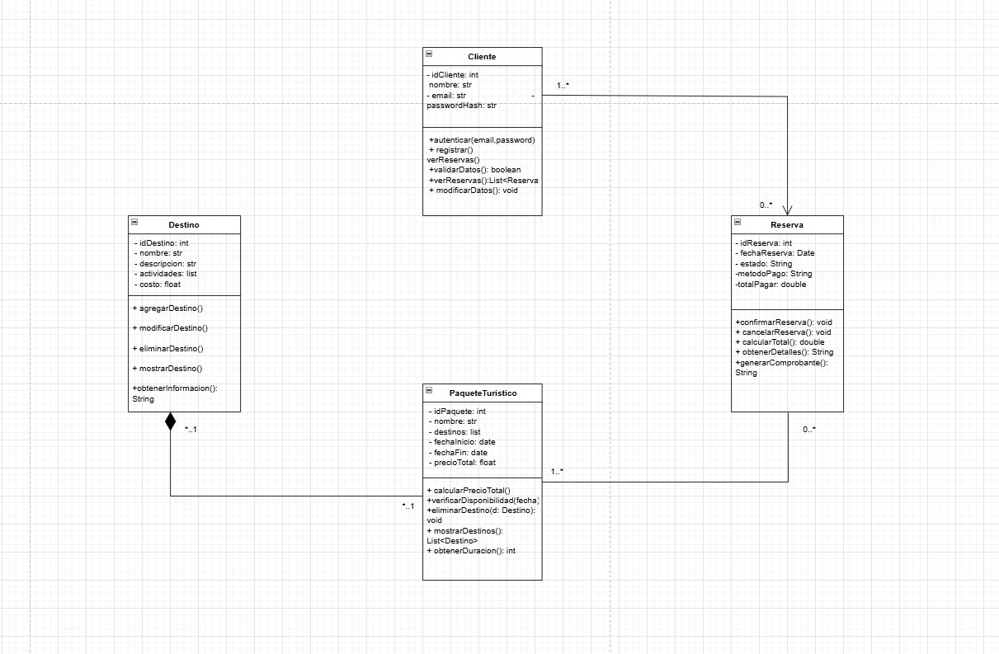 Cliente
- idCliente: int
nombre: str
- email: str -
passwordHash: str
+autenticar(email,password)
+ registrar()
verReservas()
+validarDatos(): boolean
+verReservas():List<Reserva
+ modificarDatos(): void
1..*
0..*
Destino
- idDestino: int
- nombre: str
- descripcion: str
- actividades: list
- costo: float
+ agregarDestino()
+ modificarDestino()
+ eliminarDestino()
+ mostrarDestino()
+obtenerInformacion():
String
*..1
*..1
Reserva
- idReserva: int
- fechaReserva: Date
- estado: String
-metodoPago: String
-totalPagar: double
+confirmarReserva(): void
+ cancelarReserva(): void
+ calcularTotal(): double
+ obtenerDetalles(): String
+generarComprobante():
String
0..*
1..*
PaqueteTuristico
- idPaquete: int
- nombre: str
- destinos: list
- fechaInicio: date
- fechaFin: date
- precioTotal: float
+ calcularPrecioTotal()
+verificarDisponibilidad(fecha)
+eliminarDestino(d: Destino):
void
+ mostrarDestinos():
List<Destino>
+ obtenerDuracion(): int